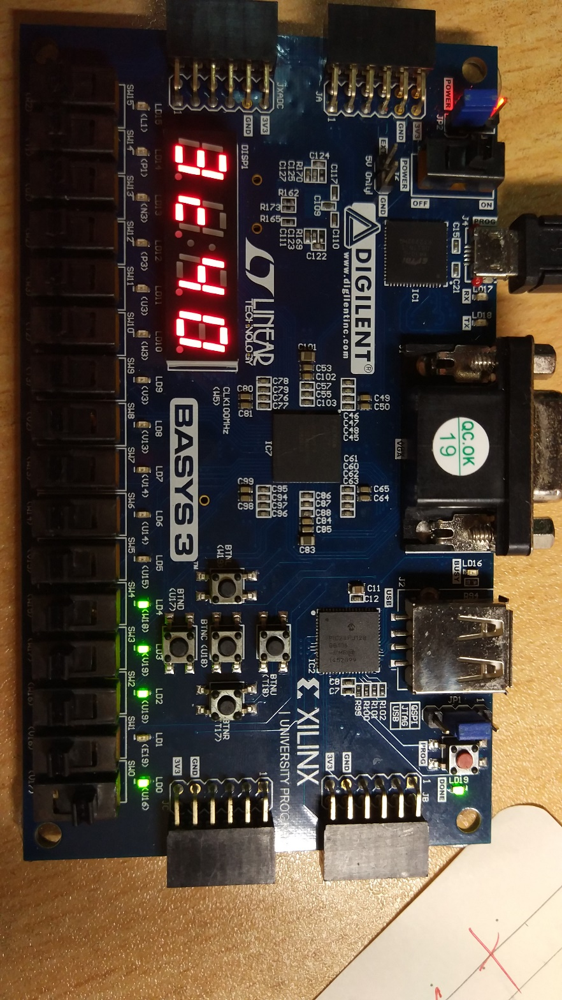 JXADC
JA
POWER
JP2
GND
3V3
GND
3V3
1
1
SW15
LD15
(L1)
SW14
LD14
(P1)
SW13
LD13
(N3)
SW12
LD12
(P3)
SW11
LD11
(U3)
SW10
LD10
(W3)
SW9
LD9
(V3)
SW8
LD8
(V13)
SW7
LD7
(V14)
SW6
LD6
(U14)
SW5
LD5
(U15)
SW4
LD4
(W18)
SW3
LD3
(V19)
SW2
LD2
(U19)
SW1
LD1
(E19)
SW0
LD0
(U16)
DISP1
9c40
C124
R170
C125
C127
C117
R162
R173
R165
C109
C110
R169
C123
C111
C122
5V Only!
GND
POWER
OFF
ON
PROG
J4
C15
C21
IC1
LD17
RX
LD18
TX
LINEAR
TECHNOLOGY
DIGILENT®
www.digilentinc.com
CLK100MHz
(W5)
BASYS 3™
C101
C53
C102
C57
C55
C103
C78
C79
C76
C77
C80
C81
C49
C50
C46
C47
C48
C45
IC7
C61
C60
C62
C63
C65
C64
C99
C98
C95
C94
C97
C96
C86
C87
C88
C84
C85
C83
VGA
QC.OK
19
BTNL
BTND
(U17)
BTNC (U18)
BTNU
(T18)
BTNR
(T17)
C11
C12
USB
J2
BUSY
LD16
R94
IC2
C8
C7
R99
R100
R101
R102
QSPI
JTAG
USB
JP1
PROG
LD19
DONE
XILINX
UNIVERSITY PROG
3V3
GND
1
JC
3V3
GND
1
JB